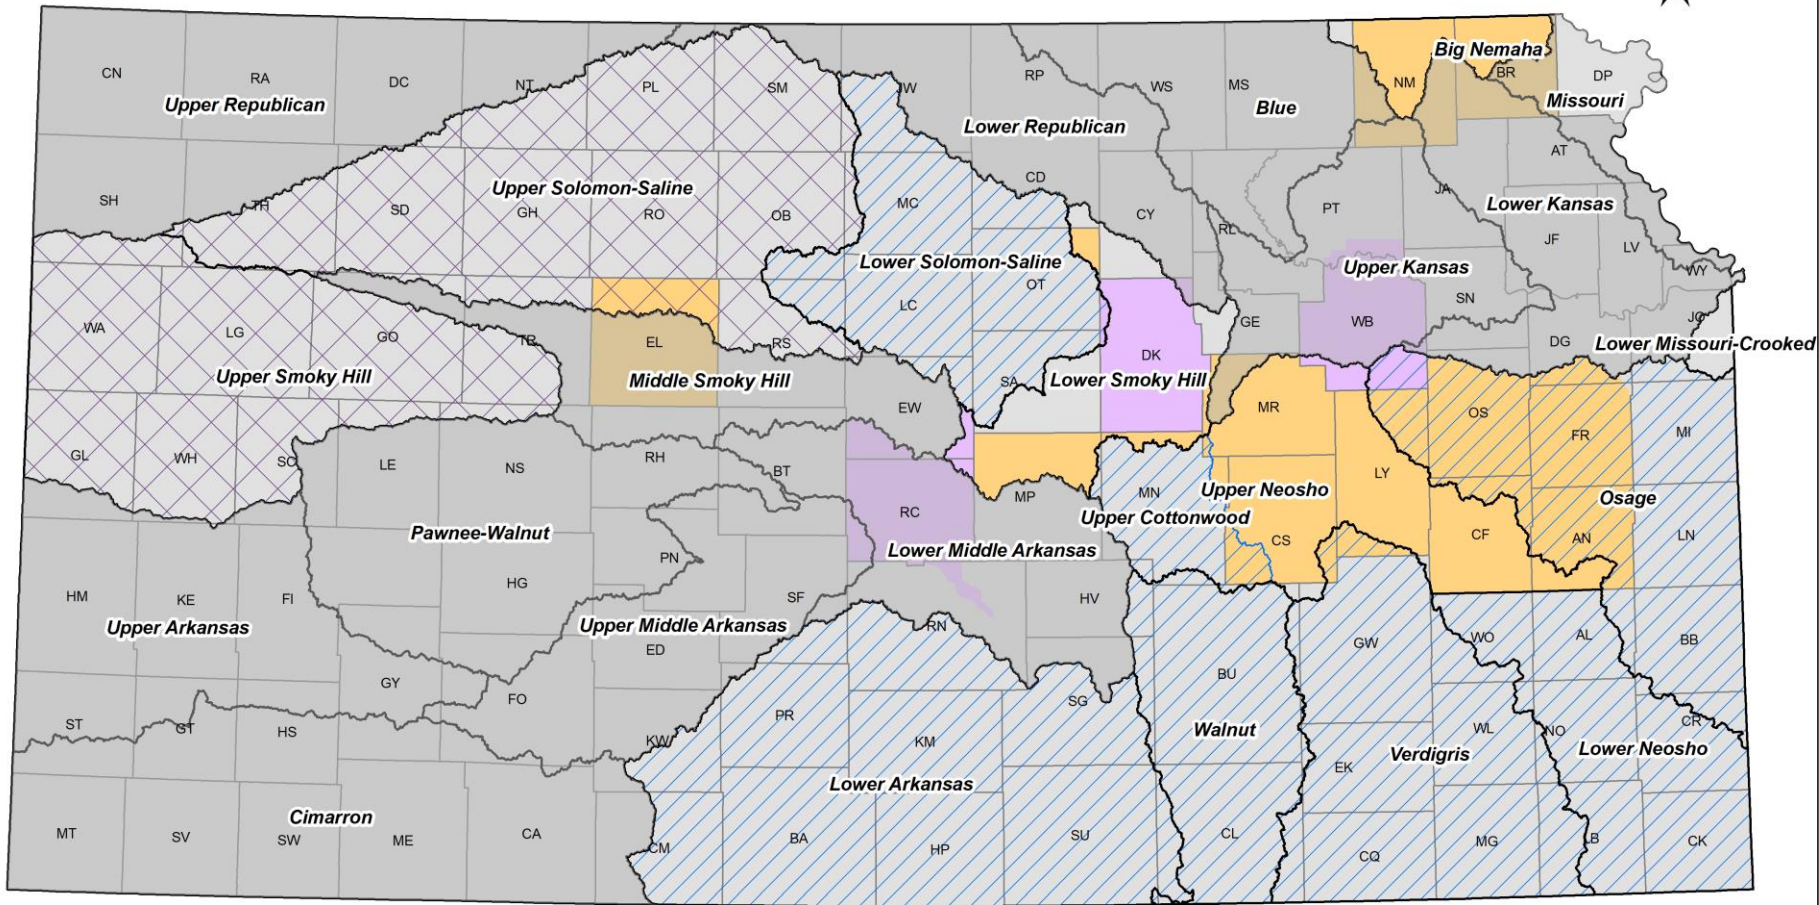 Big Nemaha
CN
RA
DC
NT
PL
SM
JW
RP
WS
MS
NM
BR
DP
Upper Republican
Lower Republican
Blue
Missouri
SH
TH
SD
Upper Solomon-Saline
GH
RO
OB
MC
CD
CY
RL
PT
JA
AT
Lower Kansas
JF
LV
WY
Lower Solomon-Saline
OT
Upper Kansas
WA
LG
GO
TR
EL
RS
LC
SA
DK
GE
WB
SN
DG
JO
Lower Missouri-Crooked
Upper Smoky Hill
Middle Smoky Hill
Lower Smoky Hill
EW
MR
OS
FR
MI
GL
WH
SC
LE
NS
RH
BT
RC
MP
MN
Upper Neosho
LY
Osage
Upper Cottonwood
Pawnee-Walnut
Lower Middle Arkansas
CS
CF
AN
LN
HM
KE
FI
HG
PN
SF
HV
Upper Arkansas
Upper Middle Arkansas
RN
ED
GW
WO
AL
BB
GY
FO
BU
ST
GT
HS
KW
PR
KM
SG
Walnut
WL
NO
CR
Verdigris
Lower Neosho
EK
Lower Arkansas
Cimarron
MT
SV
SW
ME
CA
CM
BA
HP
SU
CL
CQ
MG
LB
CK